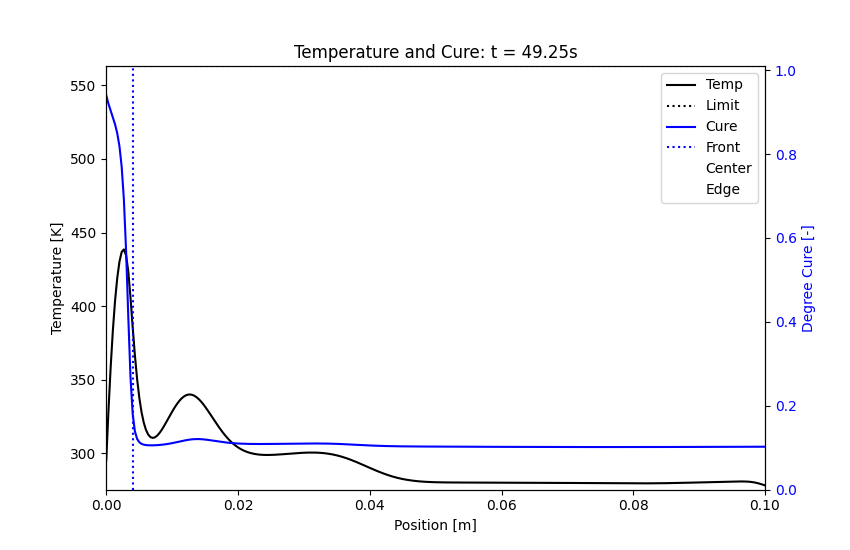 Temperature and Cure: t = 49.25s
550
500
450
400
350
300
Temperature [K]
1.0
0.8
0.6
0.4
0.2
0.0
Degree Cure [-]
Temp
Limit
Cure
Front
Center
Edge
0.00 0.02 0.04 0.06 0.08 0.10
Position [m]